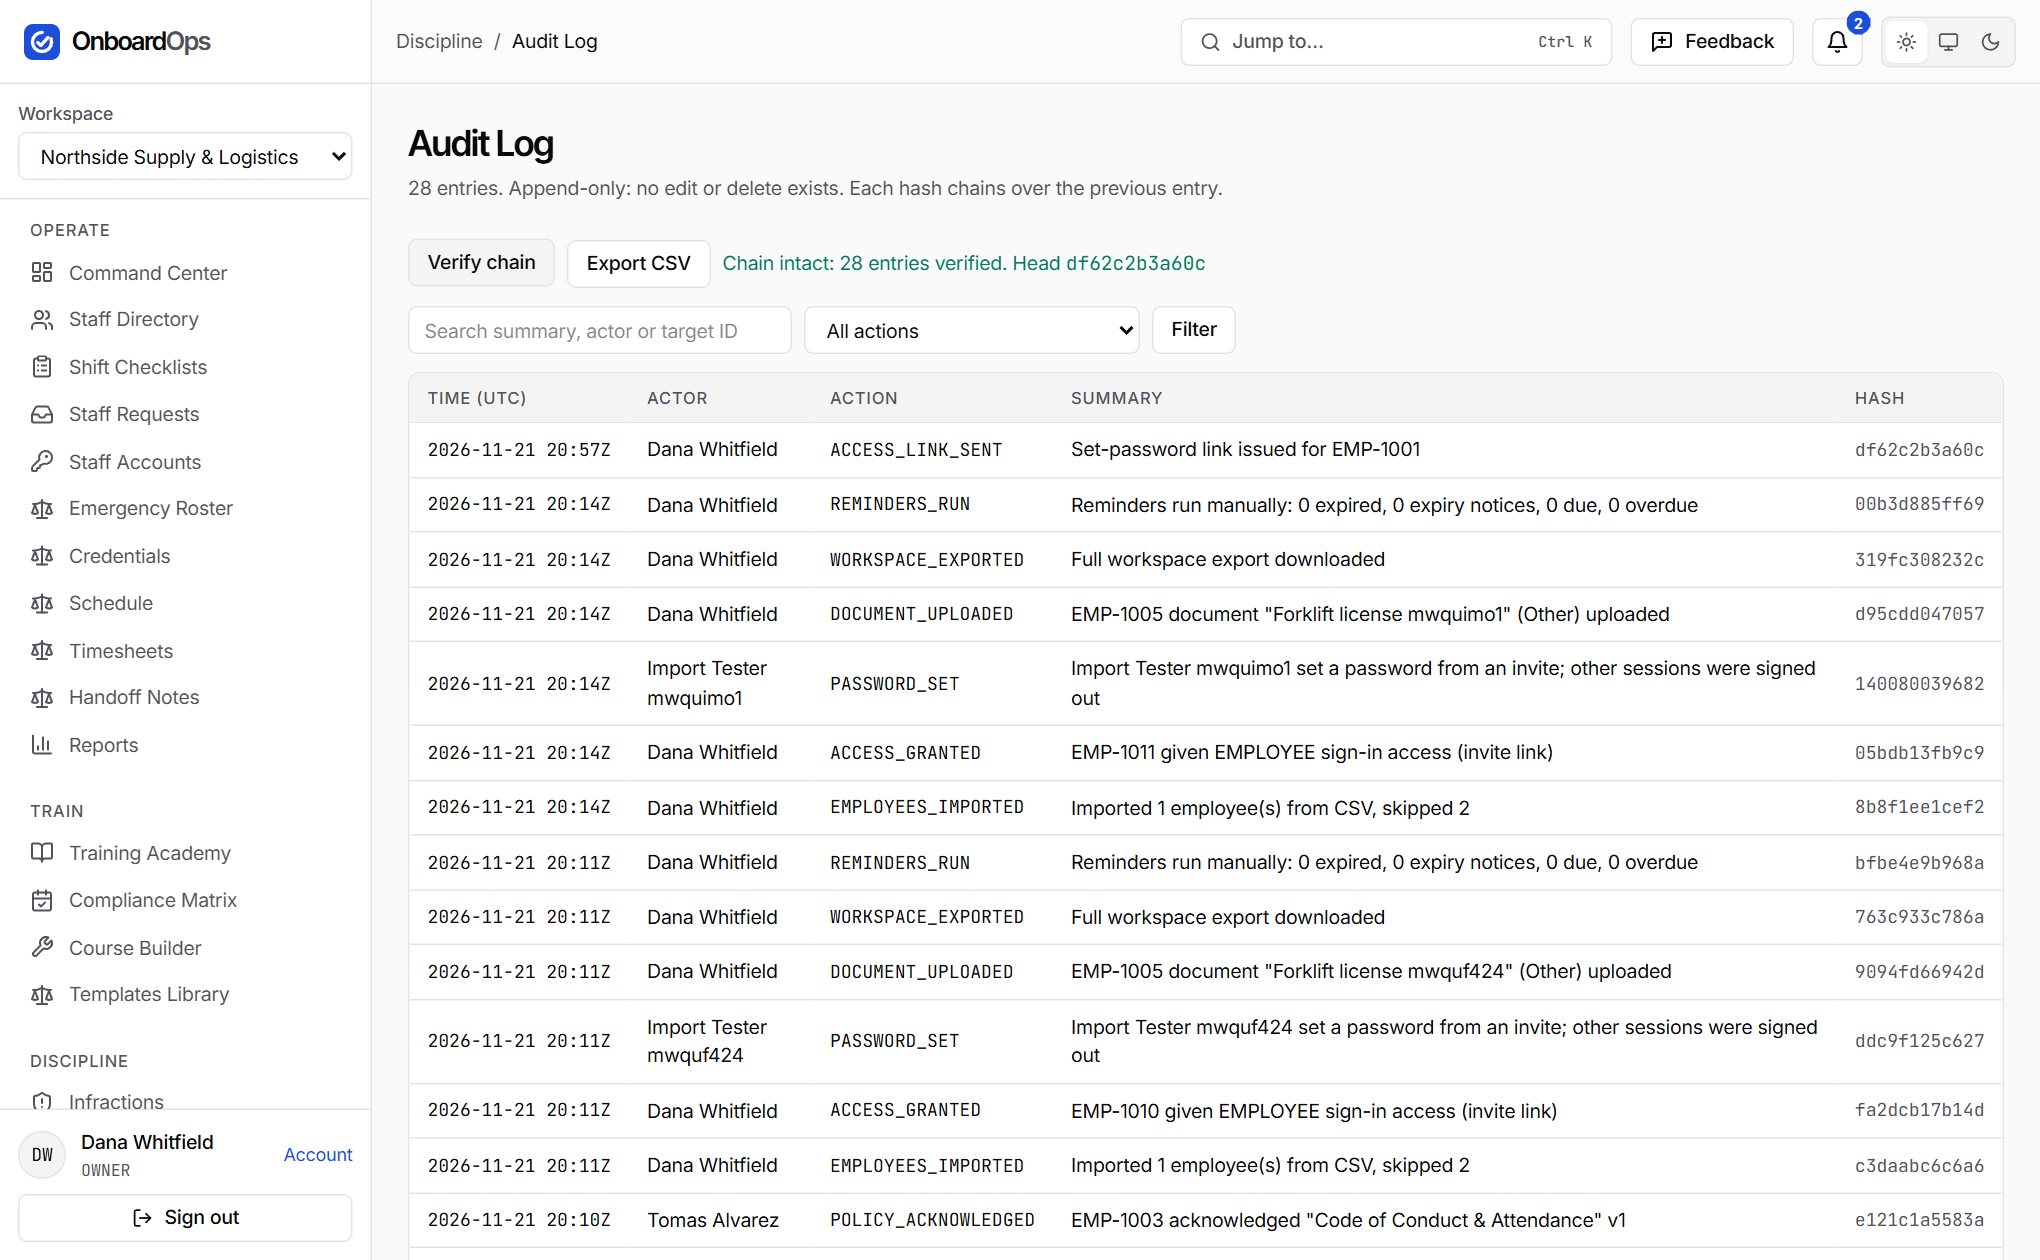 OnboardOps
Discipline / Audit Log
Jump to...
Ctrl K
Feedback
2
Workspace
Northside Supply & Logistics
OPERATE
Command Center
Staff Directory
Shift Checklists
Staff Requests
Staff Accounts
Emergency Roster
Credentials
Schedule
Timesheets
Handoff Notes
Reports
TRAIN
Training Academy
Compliance Matrix
Course Builder
Templates Library
DISCIPLINE
Infractions
DW
Dana Whitfield
OWNER
Account
Sign out
Audit Log
28 entries. Append-only: no edit or delete exists. Each hash chains over the previous entry.
Verify chain
Export CSV
Chain intact: 28 entries verified. Head df62c2b3a60c
Search summary, actor or target ID
All actions
Filter
TIME (UTC) ACTOR ACTION SUMMARY HASH
2026-11-21 20:57Z Dana Whitfield ACCESS_LINK_SENT Set-password link issued for EMP-1001 df62c2b3a60c
2026-11-21 20:14Z Dana Whitfield REMINDERS_RUN Reminders run manually: 0 expired, 0 expiry notices, 0 due, 0 overdue 00b3d885ff69
2026-11-21 20:14Z Dana Whitfield WORKSPACE_EXPORTED Full workspace export downloaded 319fc308232c
2026-11-21 20:14Z Dana Whitfield DOCUMENT_UPLOADED EMP-1005 document "Forklift license mwquimo1" (Other) uploaded d95cdd047057
2026-11-21 20:14Z Import Tester mwquimo1 PASSWORD_SET Import Tester mwquimo1 set a password from an invite; other sessions were signed out 140080039682
2026-11-21 20:14Z Dana Whitfield ACCESS_GRANTED EMP-1011 given EMPLOYEE sign-in access (invite link) 05bdb13fb9c9
2026-11-21 20:14Z Dana Whitfield EMPLOYEES_IMPORTED Imported 1 employee(s) from CSV, skipped 2 8b8f1ee1cef2
2026-11-21 20:11Z Dana Whitfield REMINDERS_RUN Reminders run manually: 0 expired, 0 expiry notices, 0 due, 0 overdue bfbe4e9b968a
2026-11-21 20:11Z Dana Whitfield WORKSPACE_EXPORTED Full workspace export downloaded 763c933c786a
2026-11-21 20:11Z Dana Whitfield DOCUMENT_UPLOADED EMP-1005 document "Forklift license mwquf424" (Other) uploaded 9094fd66942d
2026-11-21 20:11Z Import Tester mwquf424 PASSWORD_SET Import Tester mwquf424 set a password from an invite; other sessions were signed out ddc9f125c627
2026-11-21 20:11Z Dana Whitfield ACCESS_GRANTED EMP-1010 given EMPLOYEE sign-in access (invite link) fa2dcb17b14d
2026-11-21 20:11Z Dana Whitfield EMPLOYEES_IMPORTED Imported 1 employee(s) from CSV, skipped 2 c3daabc6c6a6
2026-11-21 20:10Z Tomas Alvarez POLICY_ACKNOWLEDGED EMP-1003 acknowledged "Code of Conduct & Attendance" v1 e121c1a5583a